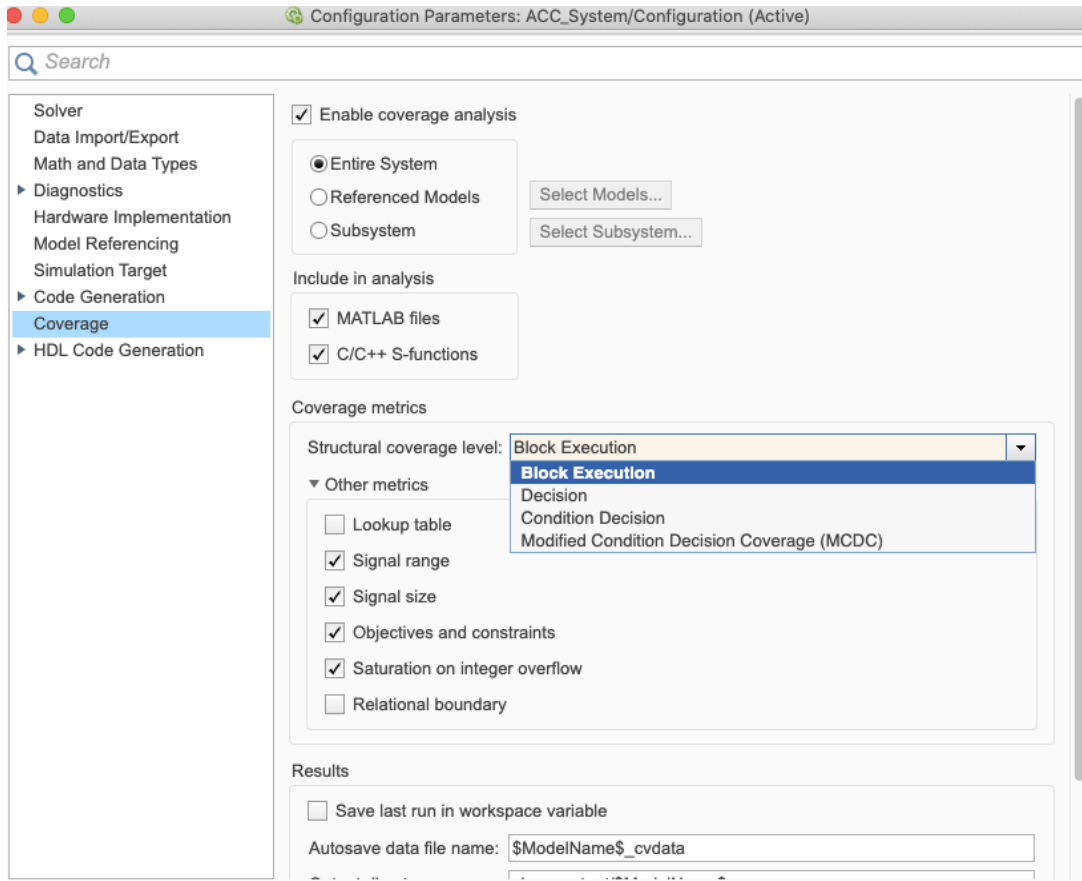 Configuration Parameters: ACC_System/Configuration (Active)
Search
Solver
Data Import/Export
Math and Data Types
Diagnostics
Hardware Implementation
Model Referencing
Simulation Target
Code Generation
Coverage
HDL Code Generation
Enable coverage analysis
Entire System
Referenced Models
Select Models...
Subsystem
Select Subsystem...
Include in analysis
MATLAB files
C/C++ S-functions
Coverage metrics
Structural coverage level: Block Execution
Block Execution
Decision
Condition Decision
Modified Condition Decision Coverage (MCDC)
Other metrics
Lookup table
Signal range
Signal size
Objectives and constraints
Saturation on integer overflow
Relational boundary
Results
Save last run in workspace variable
Autosave data file name: $ModelName$_cvdata